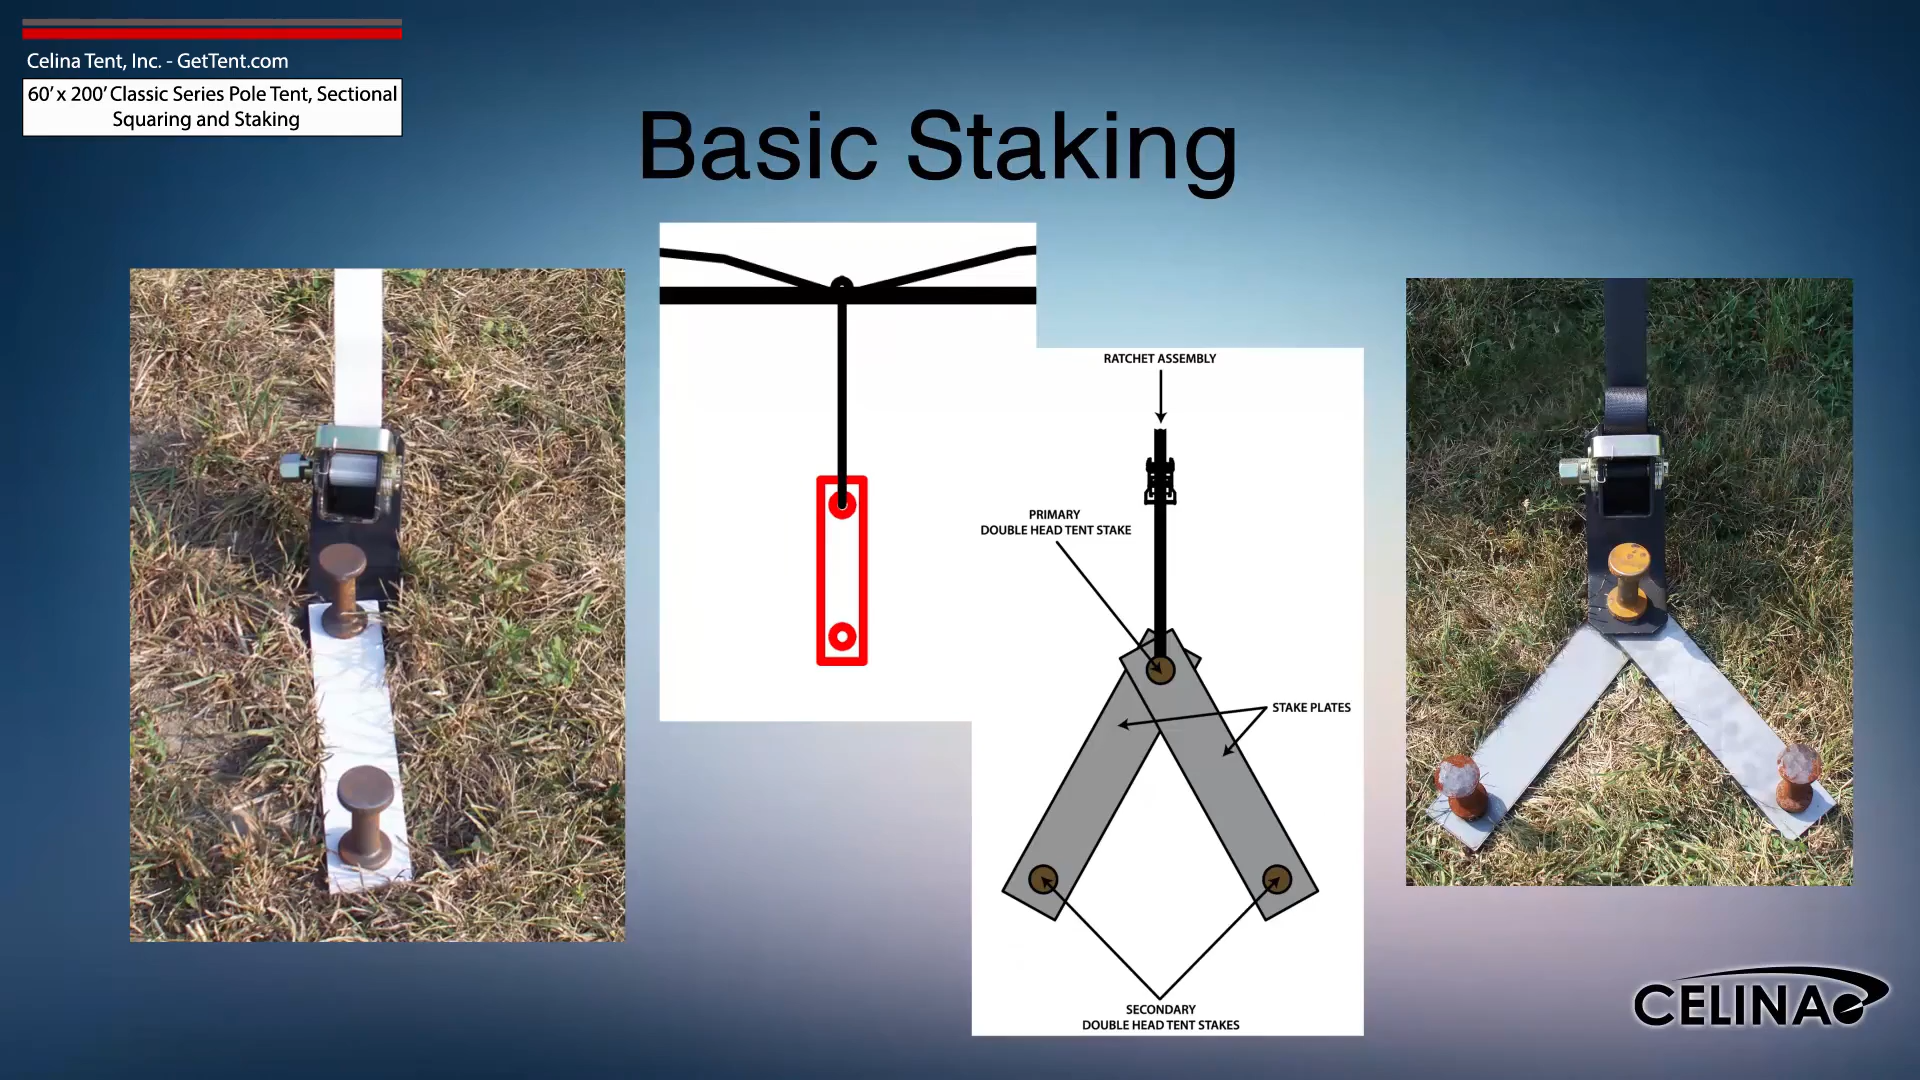 Celina Tent, Inc. - GetTent.com
60’ x 200’ Classic Series Pole Tent, Sectional
Squaring and Staking
Basic Staking
RATCHET ASSEMBLY
PRIMARY
DOUBLE HEAD TENT STAKE
STAKE PLATES
SECONDARY
DOUBLE HEAD TENT STAKES
CELINA